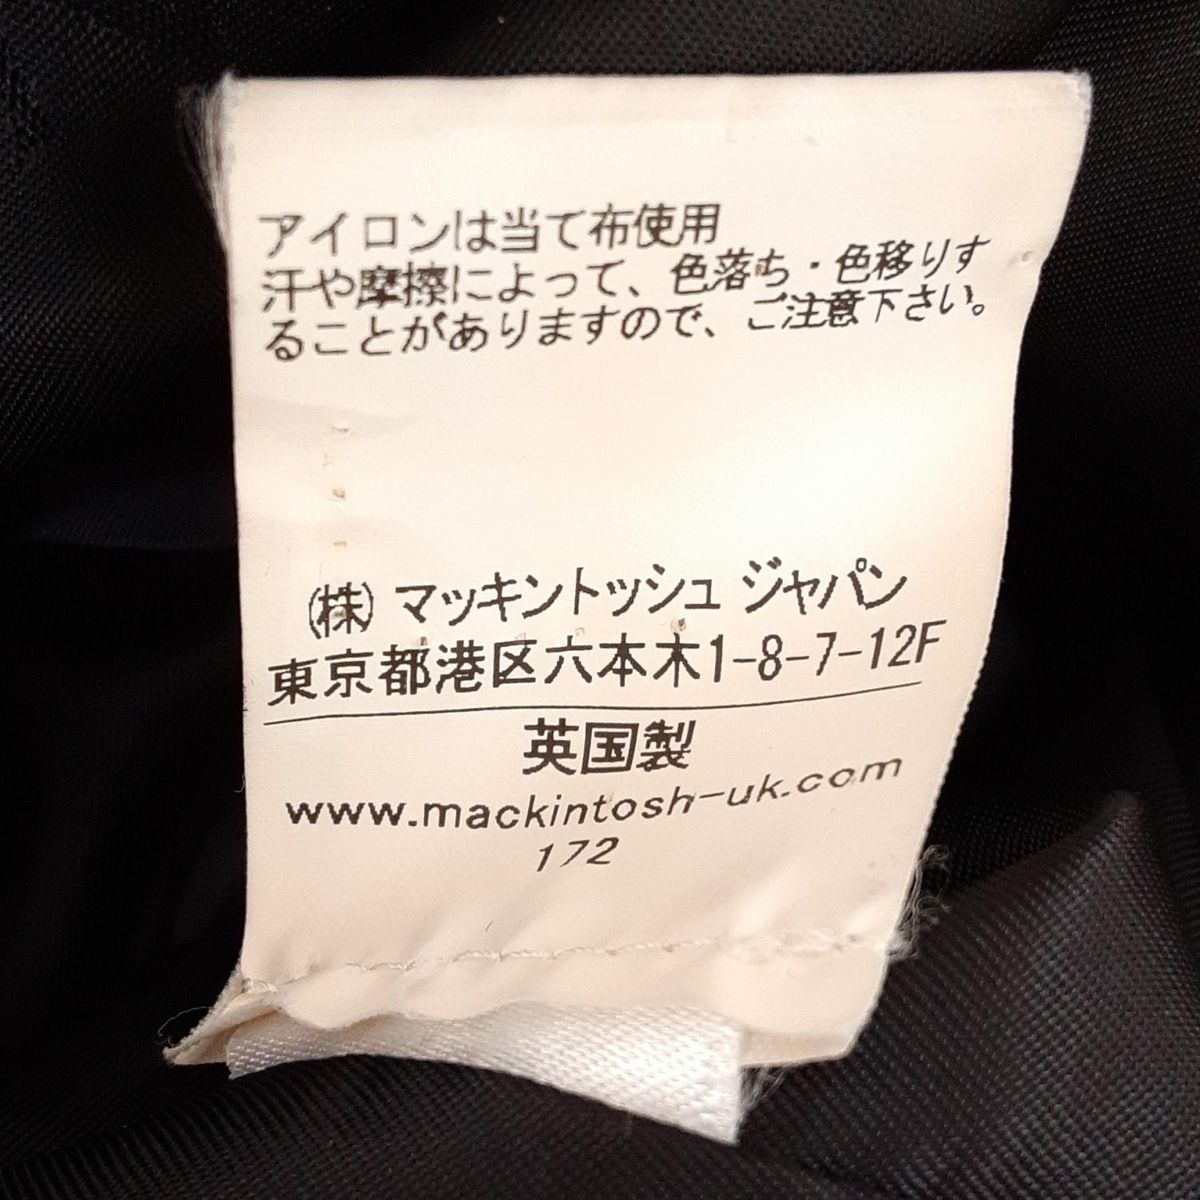 アイロンは当て布使用
汗や摩擦によって、色落ち・色移りす
ることがありますので、ご注意下さい。
(株) マッキントッシュ ジャパン
東京都港区六本木1-8-7-12F
英国製
www.mackintosh-uk.com
172